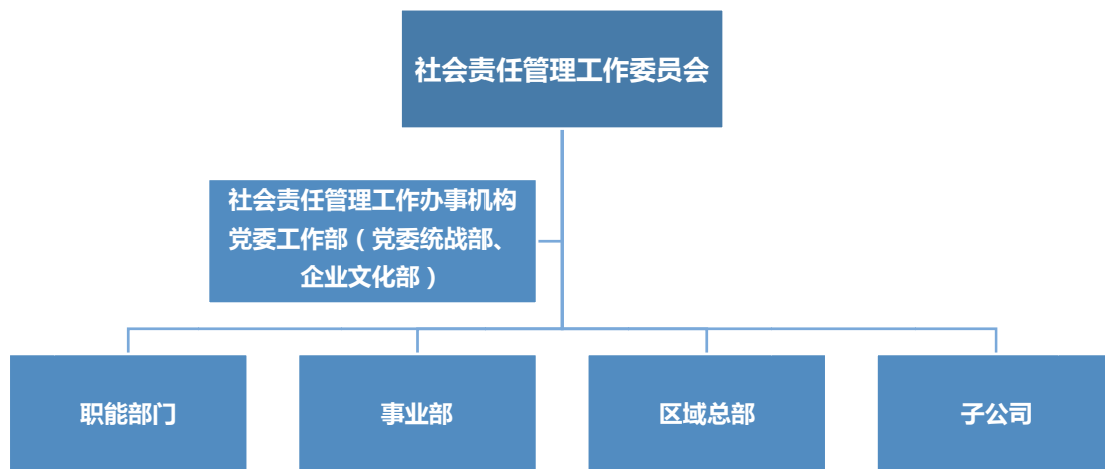 社会责任管理工作委员会
社会责任管理工作办事机构
党委工作部（党委统战部、
企业文化部）
职能部门
事业部
区域总部
子公司